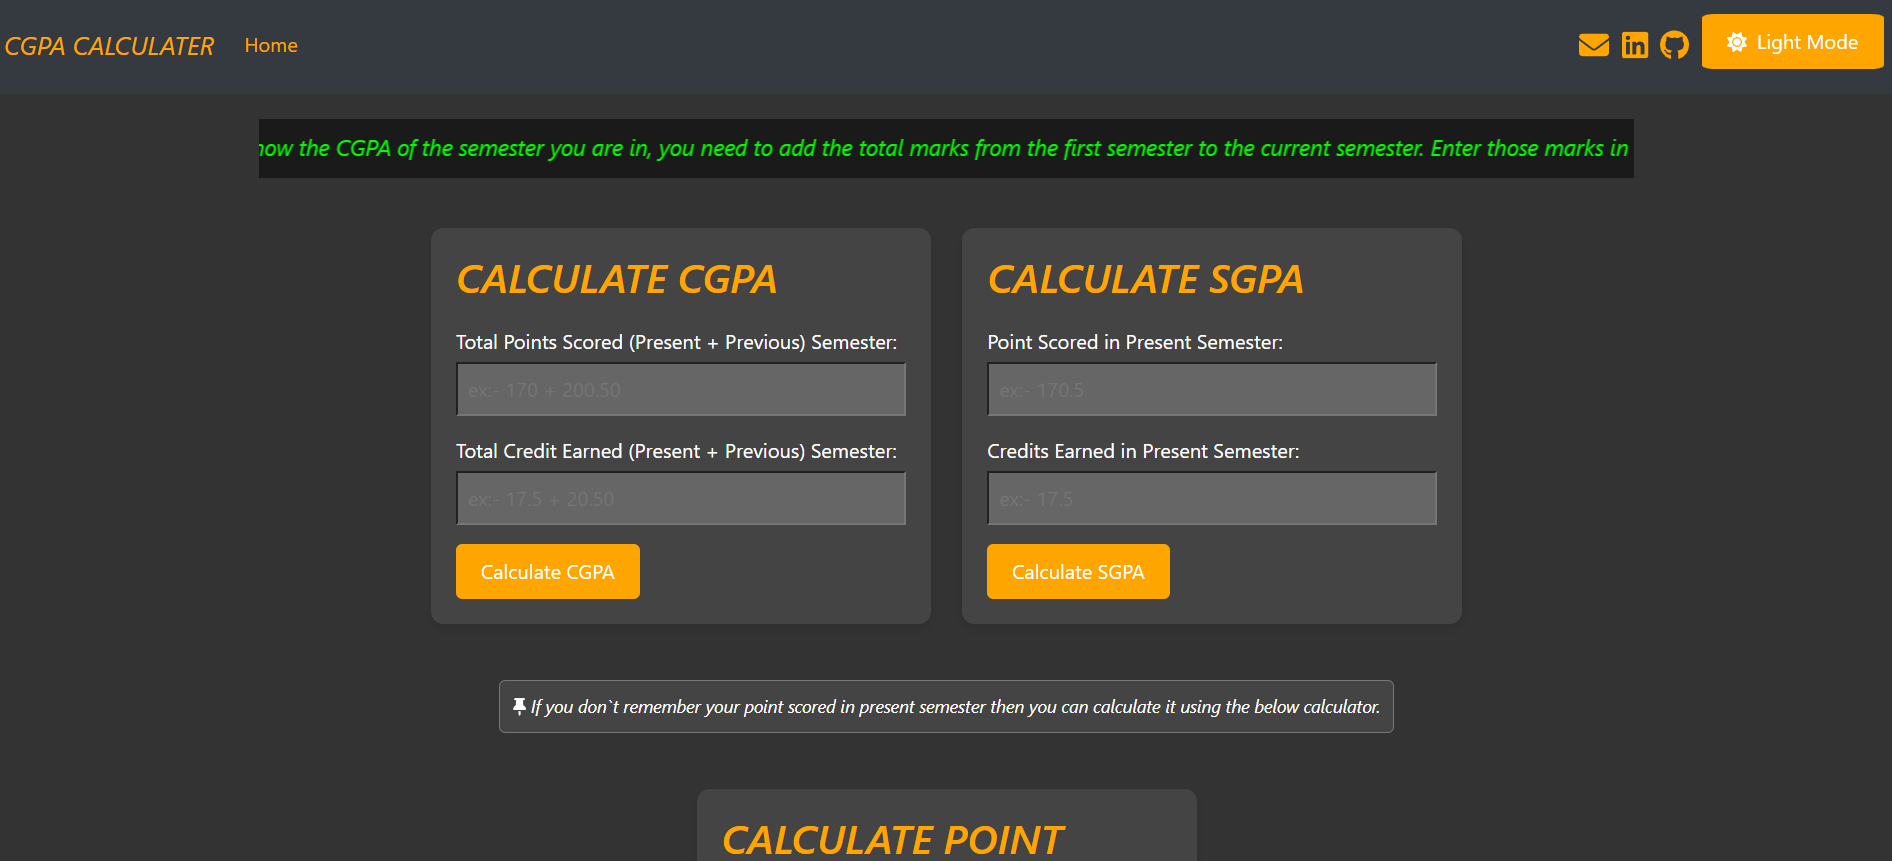 CGPA CALCULATER Home Light Mode
the CGPA of the semester you are in, you need to add the total marks from the first semester to the current semester. Enter those marks in
CALCULATE CGPA
Total Points Scored (Present + Previous) Semester:
ex:- 170 + 200.50
Total Credit Earned (Present + Previous) Semester:
ex:- 17.5 + 20.50
Calculate CGPA
CALCULATE SGPA
Point Scored in Present Semester:
ex:- 170.5
Credits Earned in Present Semester:
ex:- 17.5
Calculate SGPA
If you don`t remember your point scored in present semester then you can calculate it using the below calculator.
CALCULATE POINT